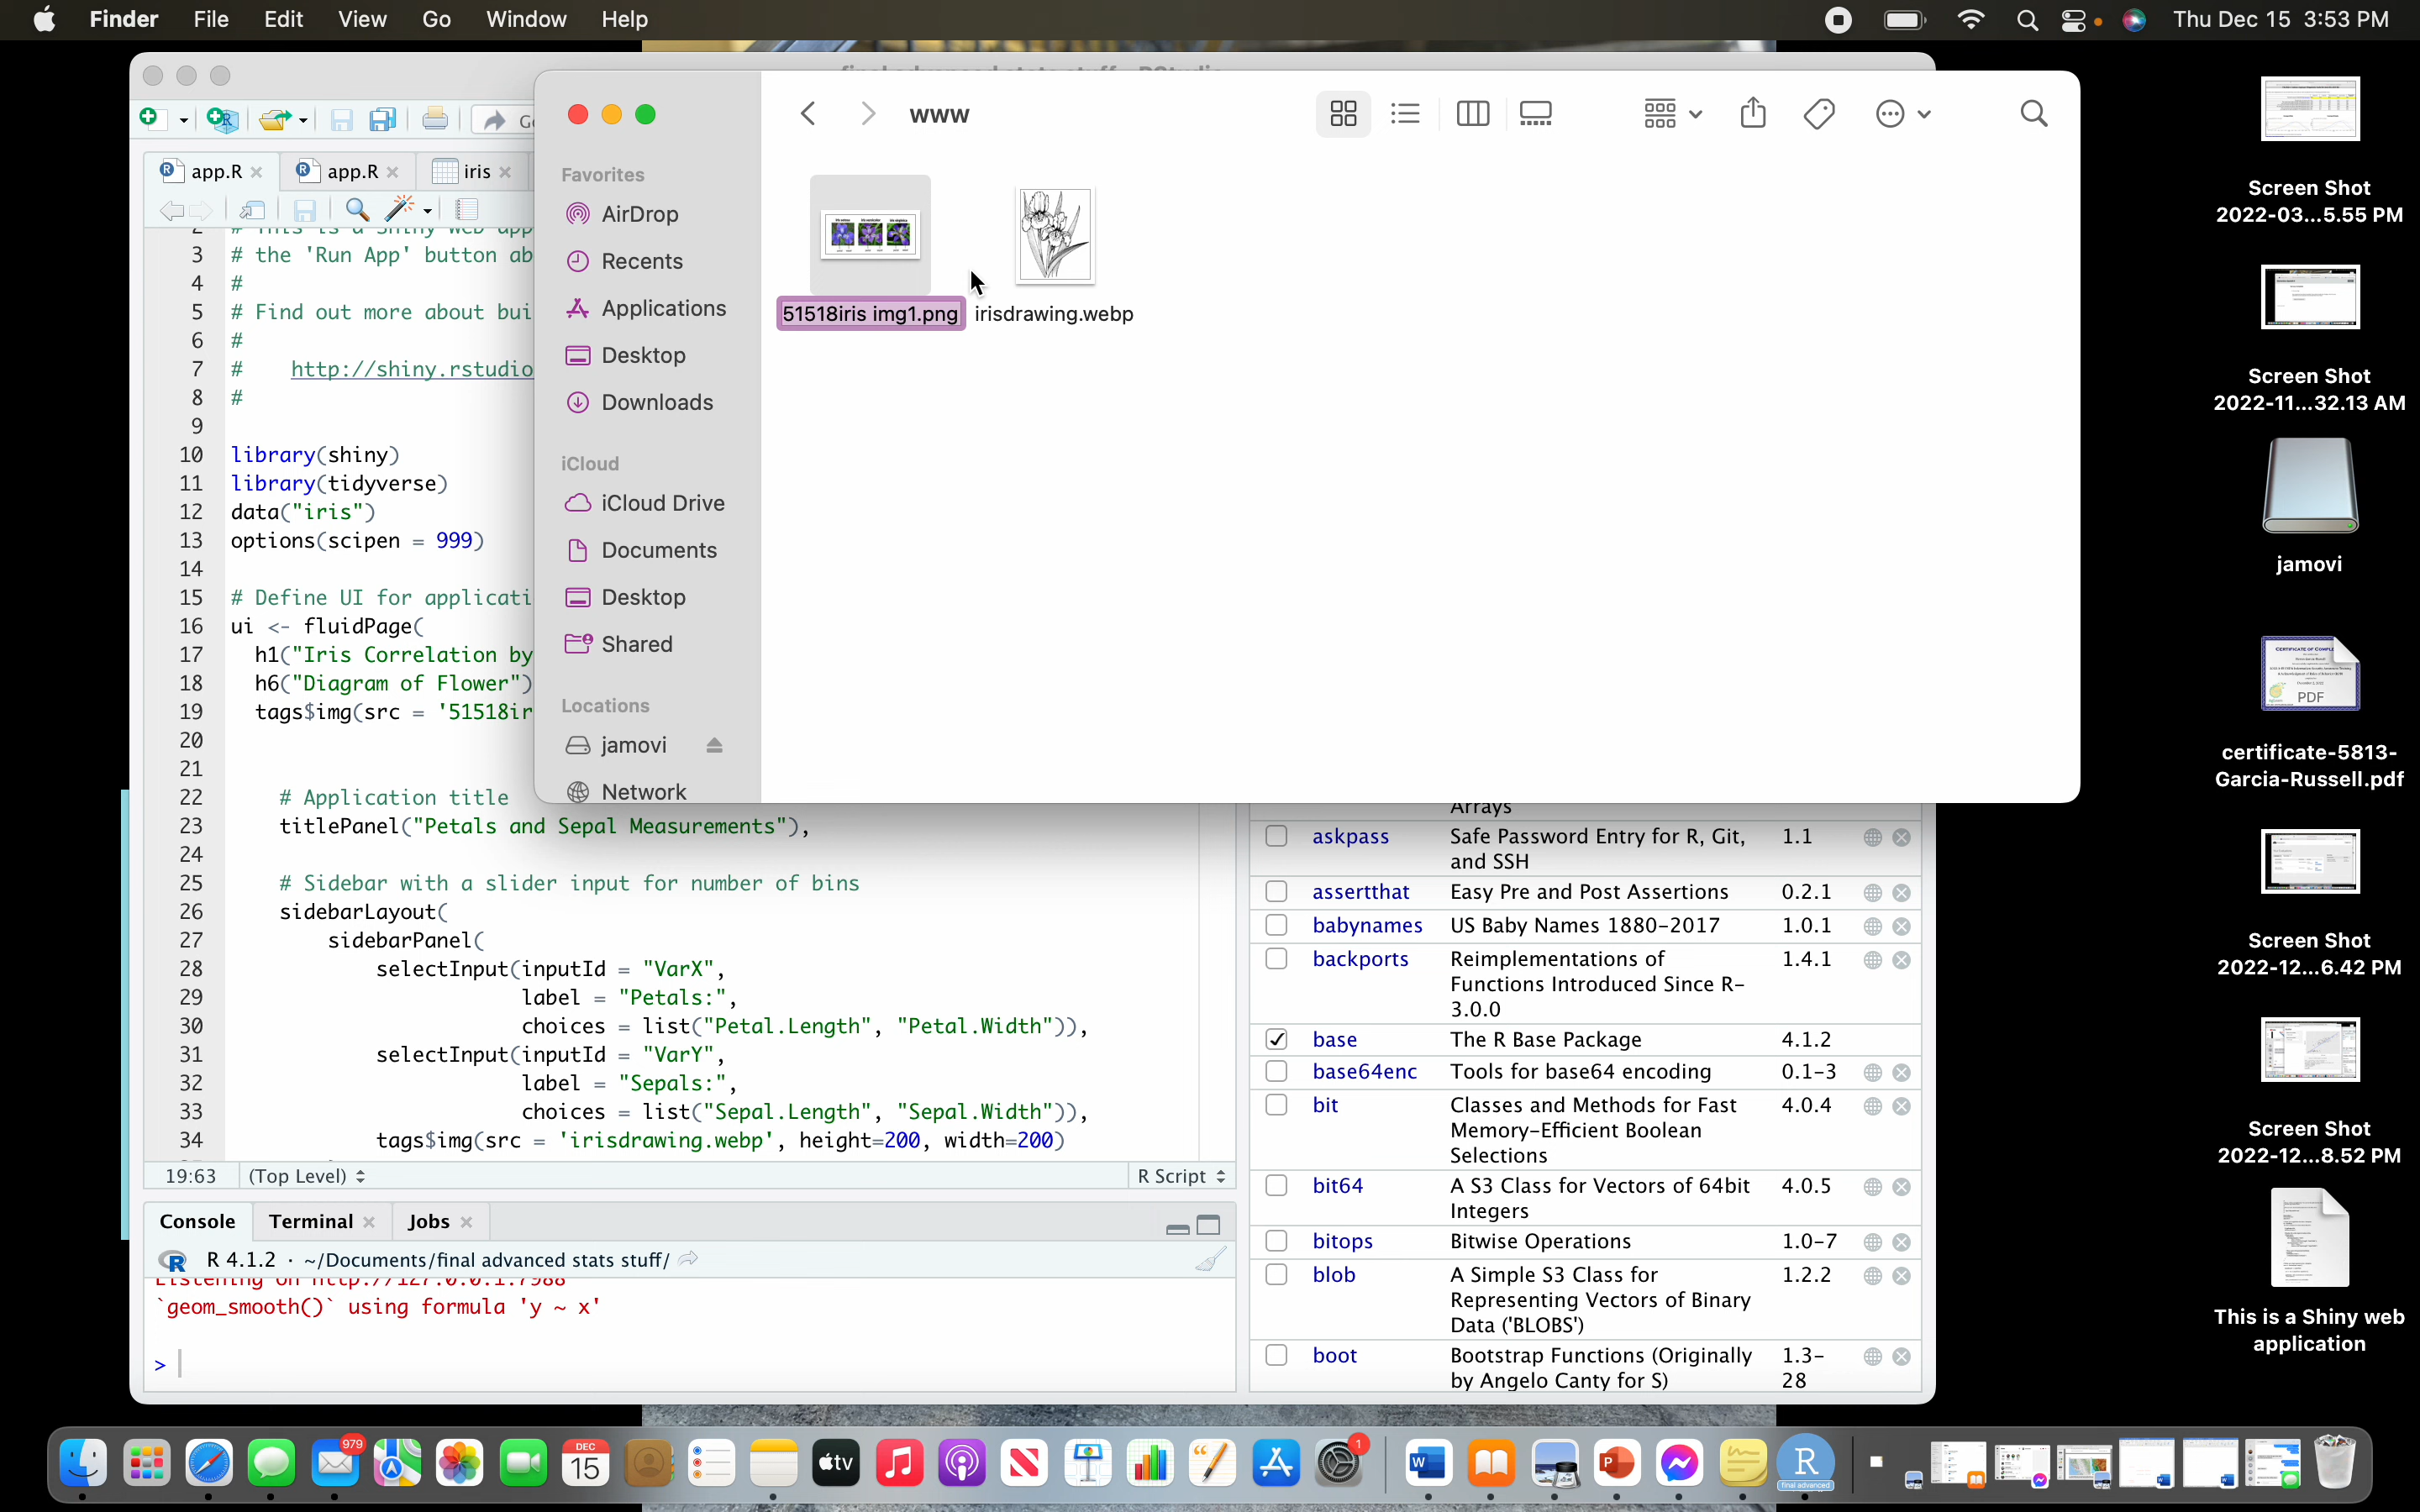 Finder File Edit View Go Window Help Thu Dec 15 3:53 PM
www
Favorites
AirDrop
Recents
Applications
Desktop
Downloads
iCloud
iCloud Drive
Documents
Desktop
Shared
Locations
jamovi
Network
51518iris img1.png irisdrawing.webp
app.R app.R iris
3 # the 'Run App' button ab
4 #
5 # Find out more about bui
6 #
7 # http://shiny.rstudio
8 #
9
10 library(shiny)
11 library(tidyverse)
12 data("iris")
13 options(scipen = 999)
14
15 # Define UI for applicati
16 ui <- fluidPage(
17 h1("Iris Correlation by
18 h6("Diagram of Flower")
19 tags$img(src = '51518ir
20
21
22 # Application title
23 titlePanel("Petals and Sepal Measurements"),
24
25 # Sidebar with a slider input for number of bins
26 sidebarLayout(
27 sidebarPanel(
28 selectInput(inputId = "VarX",
29 label = "Petals:",
30 choices = list("Petal.Length", "Petal.Width")),
31 selectInput(inputId = "VarY",
32 label = "Sepals:",
33 choices = list("Sepal.Length", "Sepal.Width")),
34 tags$img(src = 'irisdrawing.webp', height=200, width=200)
19:63 (Top Level) R Script
Console Terminal Jobs
R 4.1.2 · ~/Documents/final advanced stats stuff/
`geom_smooth()` using formula 'y ~ x'
>
Arrays
askpass Safe Password Entry for R, Git, 1.1
and SSH
assertthat Easy Pre and Post Assertions 0.2.1
babynames US Baby Names 1880-2017 1.0.1
backports Reimplementations of 1.4.1
Functions Introduced Since R-
3.0.0
base The R Base Package 4.1.2
base64enc Tools for base64 encoding 0.1-3
bit Classes and Methods for Fast 4.0.4
Memory-Efficient Boolean
Selections
bit64 A S3 Class for Vectors of 64bit 4.0.5
Integers
bitops Bitwise Operations 1.0-7
blob A Simple S3 Class for 1.2.2
Representing Vectors of Binary
Data ('BLOBS')
boot Bootstrap Functions (Originally 1.3-
by Angelo Canty for S) 28
Screen Shot
2022-03...5.55 PM
Screen Shot
2022-11...32.13 AM
jamovi
PDF
certificate-5813-
Garcia-Russell.pdf
Screen Shot
2022-12...6.42 PM
Screen Shot
2022-12...8.52 PM
This is a Shiny web
application
979
DEC
15
tv
1
final advanced